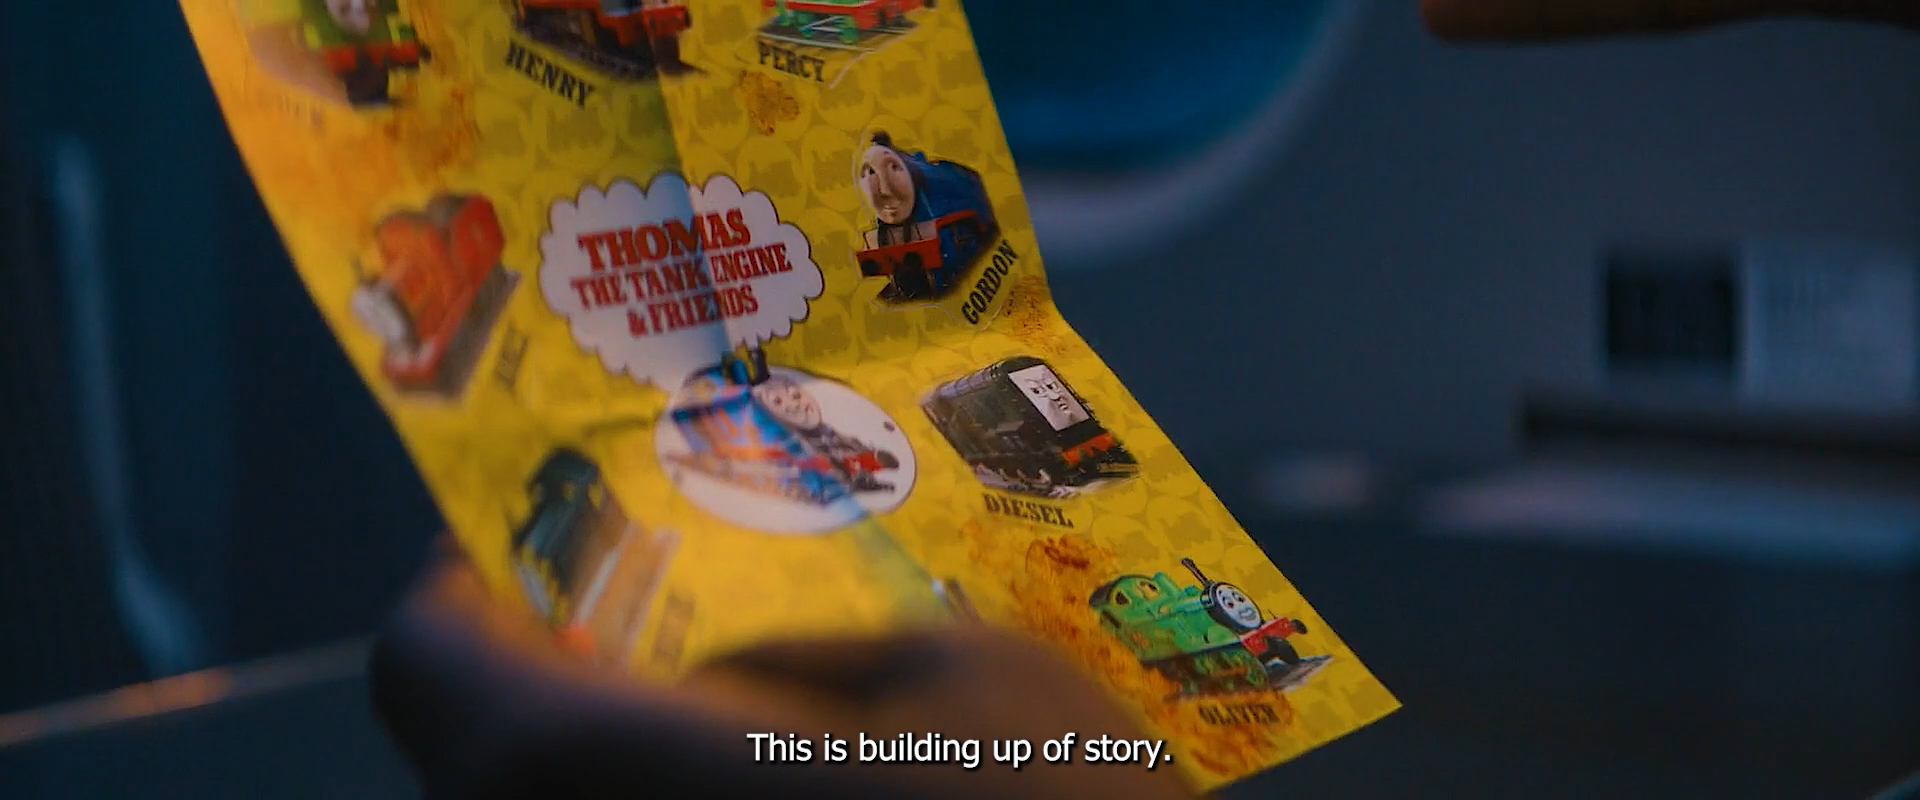 HENRY
PERCY
THOMAS
THE TANK ENGINE
& FRIENDS
GORDON
DIESEL
OLIVER
This is building up of story.